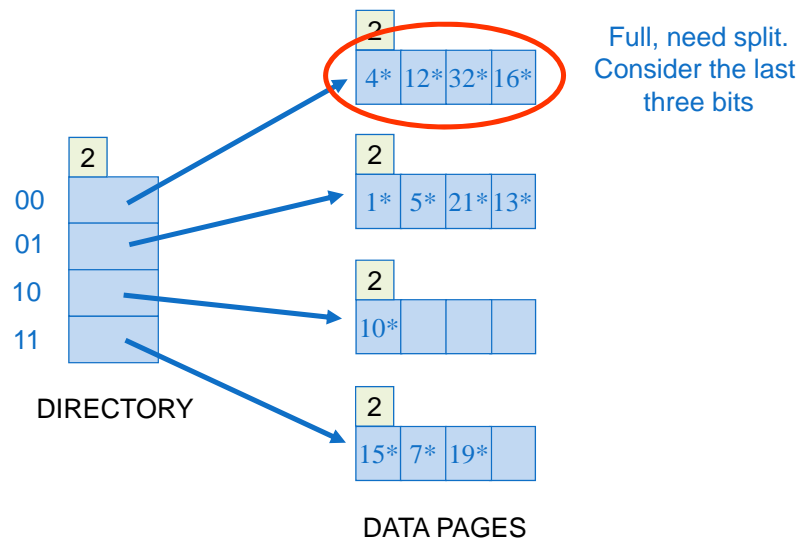 2
4* 12* 32* 16*
Full, need split.
Consider the last
three bits
2
1* 5* 21* 13*
2
00
01
10
11
DIRECTORY
2
10*
2
15* 7* 19*
DATA PAGES